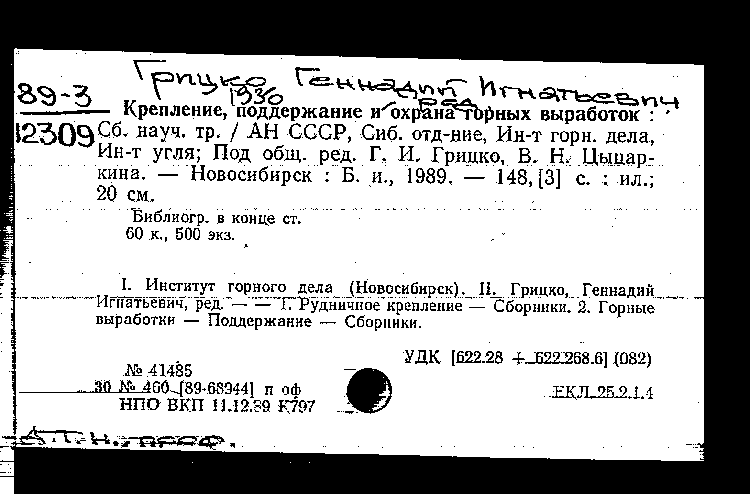 Грицко Геннадий Игнатьевич
1930 ред.
89-3
12309
Крепление, поддержание и охрана горных выработок :
Сб. науч. тр. / АН СССР, Сиб. отд-ние, Ин-т горн. дела,
Ин-т угля; Под общ. ред. Г. И. Грицко, В. Н. Цыцар-
кина. — Новосибирск : Б. и., 1989. — 148, [3] с. : ил.;
20 см.
Библиогр. в конце ст.
60 к., 500 экз.
I. Институт горного дела (Новосибирск). II. Грицко, Геннадий
Игнатьевич, ред. — — 1. Рудничное крепление — Сборники. 2. Горные
выработки — Поддержание — Сборники.
УДК [622.28 + 622.268.6] (082)
№ 41485
30 № 460 [89-68944] п оф
ЕКЛ 25.2.1.4
НПО ВКП 11.12.89 К797
д.т.н., проф.